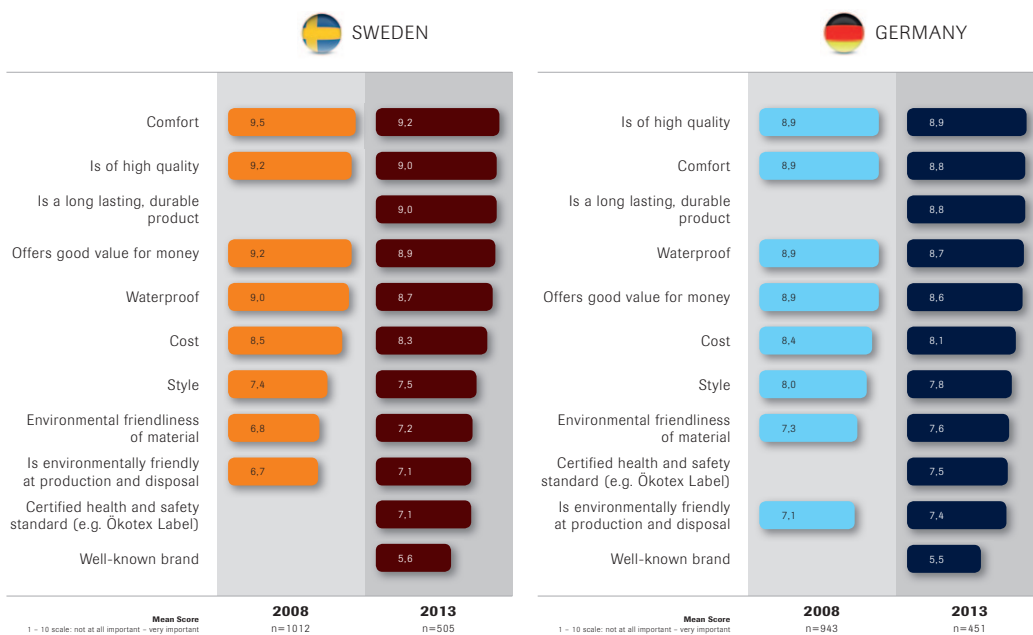 SWEDEN
Comfort 9,5 9,2
Is of high quality 9,2 9,0
Is a long lasting, durable
product 9,0
Offers good value for money 9,2 8,9
Waterproof 9,0 8,7
Cost 8,5 8,3
Style 7,4 7,5
Environmental friendliness
of material 6,8 7,2
Is environmentally friendly
at production and disposal 6,7 7,1
Certified health and safety
standard (e.g. Ökotex Label) 7,1
Well-known brand 5,6
2008 2013
Mean Score
1 – 10 scale: not at all important – very important n=1012 n=505
GERMANY
Is of high quality 8,9 8,9
Comfort 8,9 8,8
Is a long lasting, durable
product 8,8
Waterproof 8,9 8,7
Offers good value for money 8,9 8,6
Cost 8,4 8,1
Style 8,0 7,8
Environmental friendliness
of material 7,3 7,6
Certified health and safety
standard (e.g. Ökotex Label) 7,5
Is environmentally friendly
at production and disposal 7,1 7,4
Well-known brand 5,5
2008 2013
Mean Score
1 – 10 scale: not at all important – very important n=943 n=451